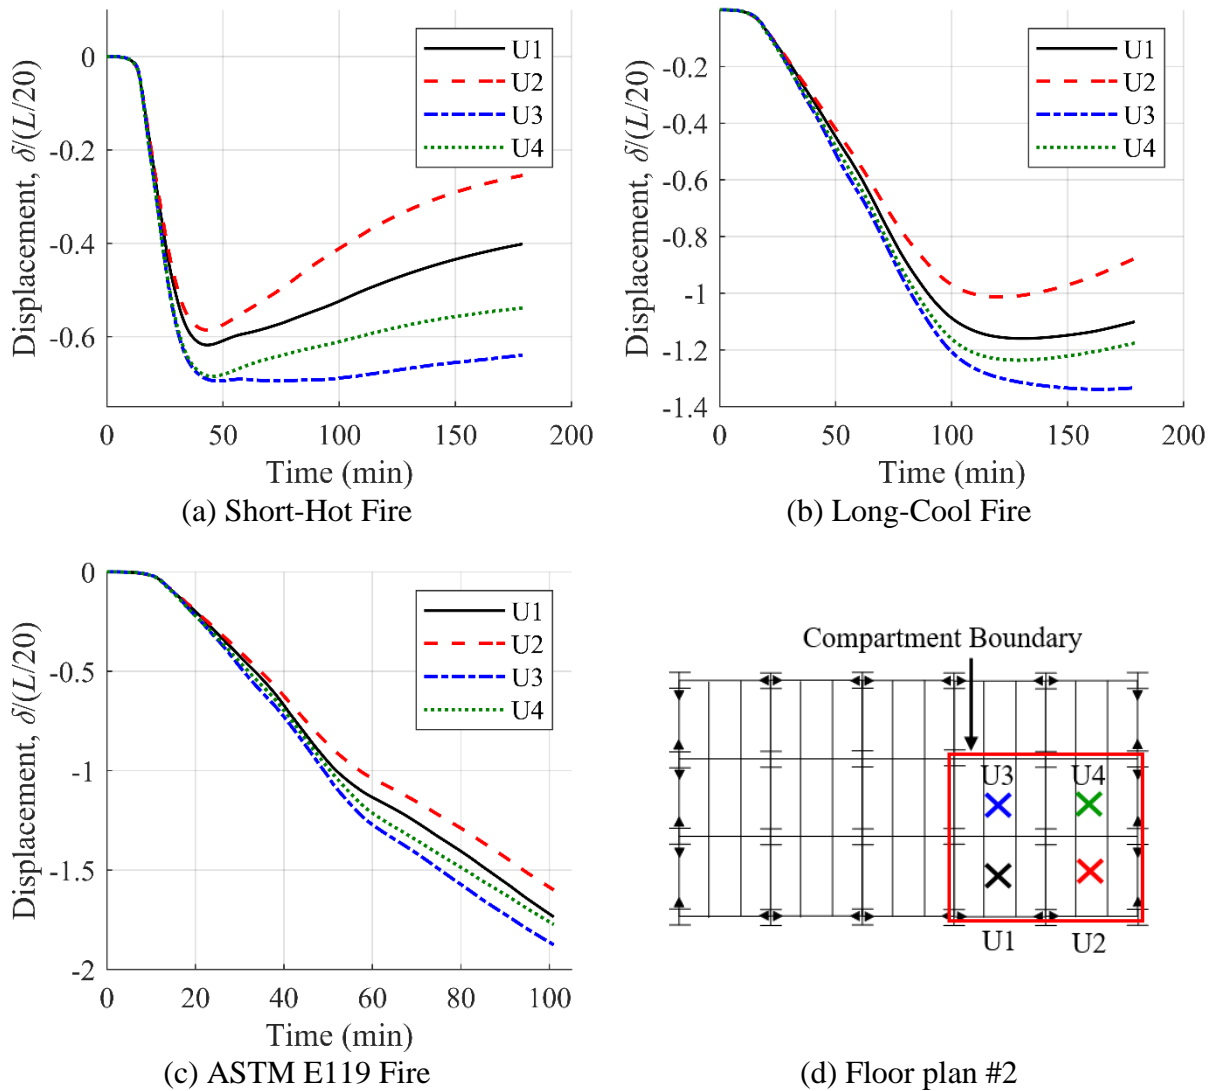 0
-0.2
-0.4
-0.6
0
50
100
150
200
Displacement, δ/(L/20)
Time (min)
U1
U2
U3
U4
(a) Short-Hot Fire
-0.2
-0.4
-0.6
-0.8
-1
-1.2
-1.4
0
50
100
150
200
Displacement, δ/(L/20)
Time (min)
U1
U2
U3
U4
(b) Long-Cool Fire
0
-0.5
-1
-1.5
-2
0
20
40
60
80
100
Displacement, δ/(L/20)
Time (min)
U1
U2
U3
U4
(c) ASTM E119 Fire
Compartment Boundary
U3
U4
U1
U2
(d) Floor plan #2